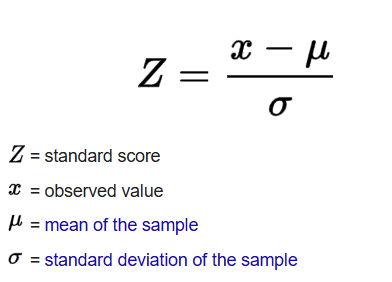 Z = x − μ / σ
Z = standard score
x = observed value
μ = mean of the sample
σ = standard deviation of the sample